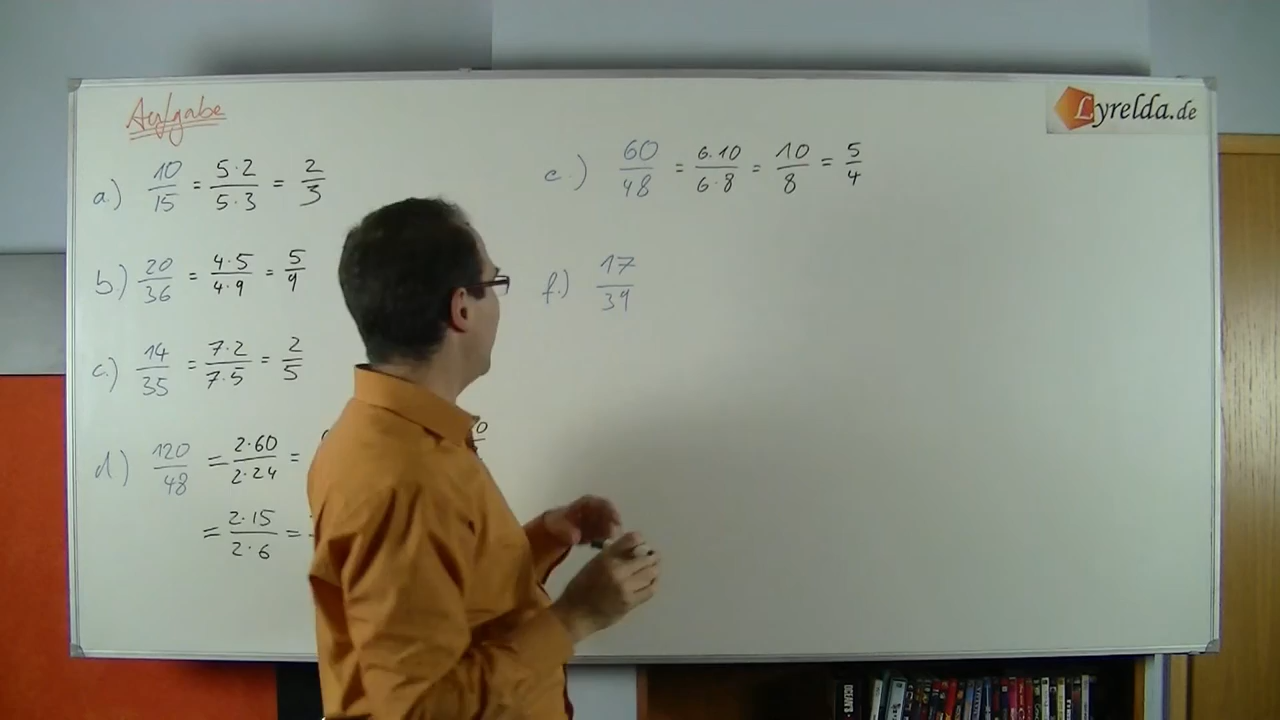 Aufgabe
a.) 10/15 = 5·2/5·3 = 2/3
b.) 20/36 = 4·5/4·9 = 5/9
c.) 14/35 = 7·2/7·5 = 2/5
d.) 120/48 = 2·60/2·24 =
= 2·15/2·6 =
e.) 60/48 = 6·10/6·8 = 10/8 = 5/4
f.) 17/39
Lyrelda.de